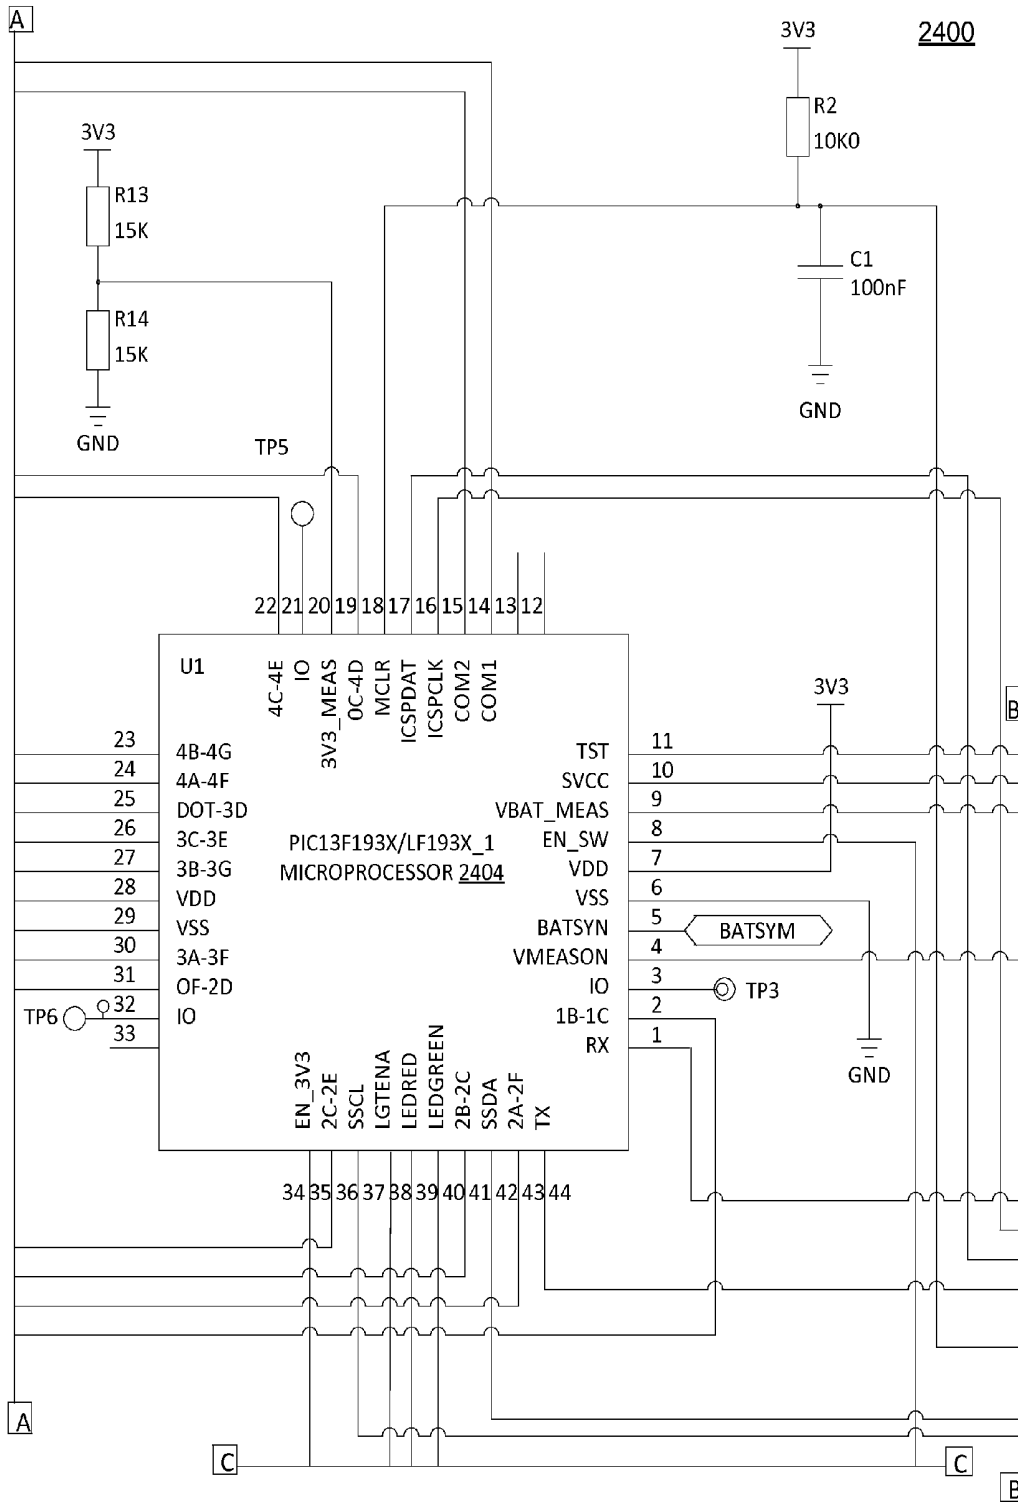 A
2400
3V3
R2
10K0
3V3
R13
15K
C1
100nF
R14
15K
GND
GND
TP5
22 21 20 19 18 17 16 15 14 13 12
U1
4C-4E
IO
3V3_MEAS
0C-4D
MCLR
ICSPDAT
ICSPCLK
COM2
COM1
3V3
B
23 4B-4G
24 4A-4F
25 DOT-3D
26 3C-3E
27 3B-3G
28 VDD
29 VSS
30 3A-3F
31 OF-2D
TP6 32 IO
33
PIC13F193X/LF193X_1
MICROPROCESSOR 2404
TST 11
SVCC 10
VBAT_MEAS 9
EN_SW 8
VDD 7
VSS 6
BATSYN 5 BATSYM
VMEASON 4
IO 3 TP3
1B-1C 2
RX 1
GND
EN_3V3
2C-2E
SSCL
LGTENA
LEDRED
LEDGREEN
2B-2C
SSDA
2A-2F
TX
34 35 36 37 38 39 40 41 42 43 44
A
C
C
B